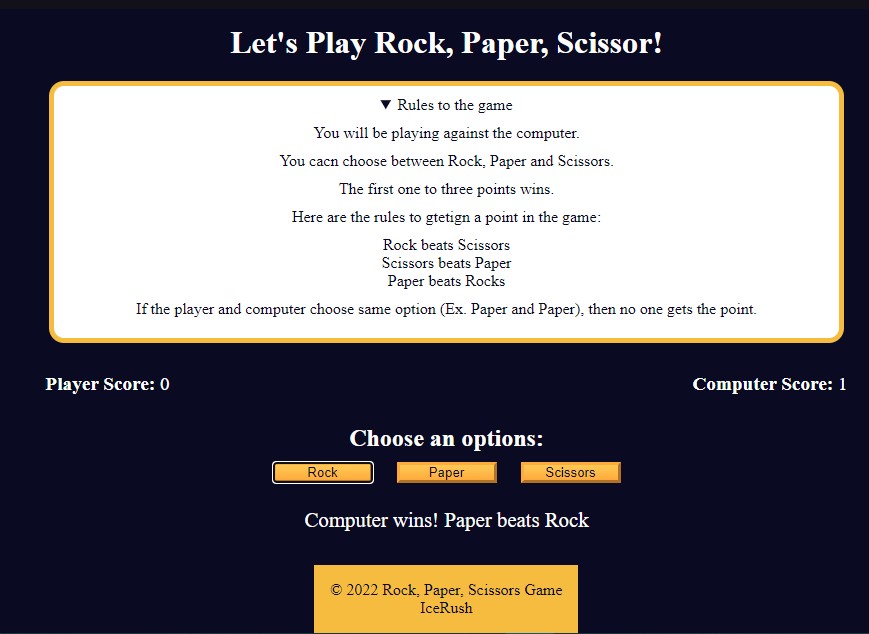 Let's Play Rock, Paper, Scissor!
▼ Rules to the game
You will be playing against the computer.
You cacn choose between Rock, Paper and Scissors.
The first one to three points wins.
Here are the rules to gtetign a point in the game:
Rock beats Scissors
Scissors beats Paper
Paper beats Rocks
If the player and computer choose same option (Ex. Paper and Paper), then no one gets the point.
Player Score: 0 Computer Score: 1
Choose an options:
Rock Paper Scissors
Computer wins! Paper beats Rock
© 2022 Rock, Paper, Scissors Game
IceRush